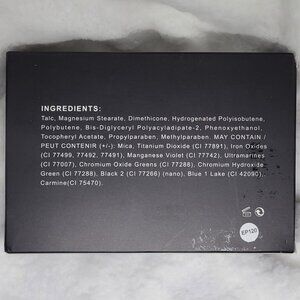 INGREDIENTS:
Talc, Magnesium Stearate, Dimethicone, Hydrogenated Polyisobutene,
Polybutene, Bis-Diglyceryl Polyacyladipate-2, Phenoxyethanol,
Tocopheryl Acetate, Propylparaben, Methylparaben. MAY CONTAIN /
PEUT CONTENIR (+/-): Mica, Titanium Dioxide (CI 77891), Iron Oxides
(CI 77499, 77492, 77491), Manganese Violet (CI 77742), Ultramarines
(CI 77007), Chromium Oxide Greens (CI 77288), Chromium Hydroxide
Green (CI 77289), Black 2 (CI 77266) (nano), Blue 1 Lake (CI 42090),
Carmine(CI 75470).
EP120